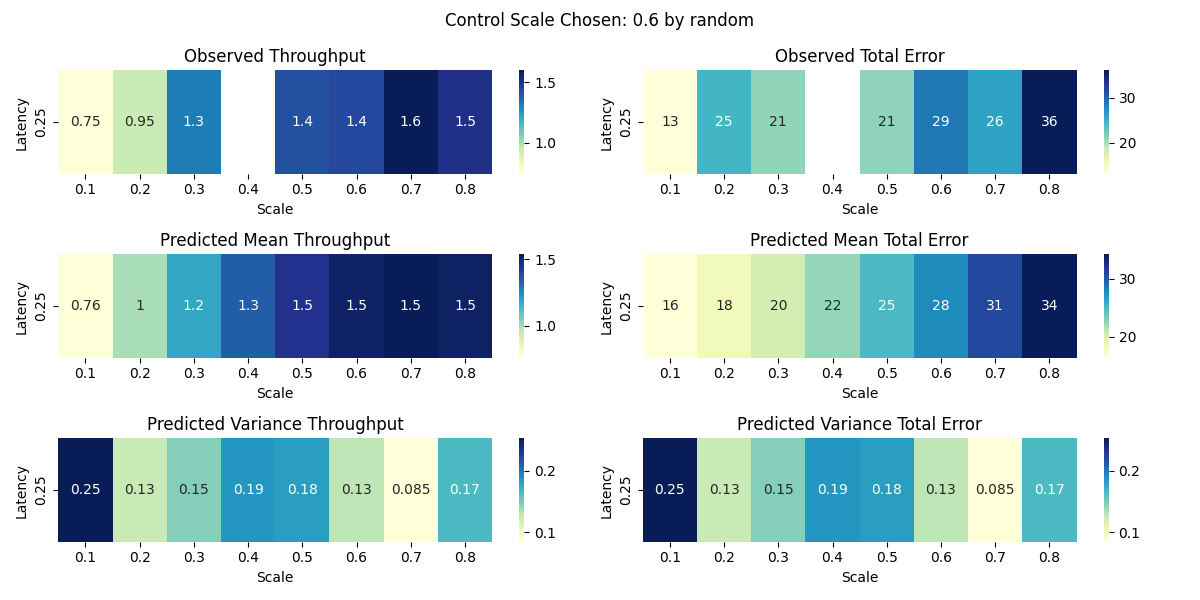 Control Scale Chosen: 0.6 by random
Observed Throughput
Latency
0.25
0.75 0.95 1.3 1.4 1.4 1.6 1.5
0.1 0.2 0.3 0.4 0.5 0.6 0.7 0.8
Scale
1.5
1.0
Observed Total Error
Latency
0.25
13 25 21 21 29 26 36
0.1 0.2 0.3 0.4 0.5 0.6 0.7 0.8
Scale
30
20
Predicted Mean Throughput
Latency
0.25
0.76 1 1.2 1.3 1.5 1.5 1.5 1.5
0.1 0.2 0.3 0.4 0.5 0.6 0.7 0.8
Scale
1.5
1.0
Predicted Mean Total Error
Latency
0.25
16 18 20 22 25 28 31 34
0.1 0.2 0.3 0.4 0.5 0.6 0.7 0.8
Scale
30
20
Predicted Variance Throughput
Latency
0.25
0.25 0.13 0.15 0.19 0.18 0.13 0.085 0.17
0.1 0.2 0.3 0.4 0.5 0.6 0.7 0.8
Scale
0.2
0.1
Predicted Variance Total Error
Latency
0.25
0.25 0.13 0.15 0.19 0.18 0.13 0.085 0.17
0.1 0.2 0.3 0.4 0.5 0.6 0.7 0.8
Scale
0.2
0.1